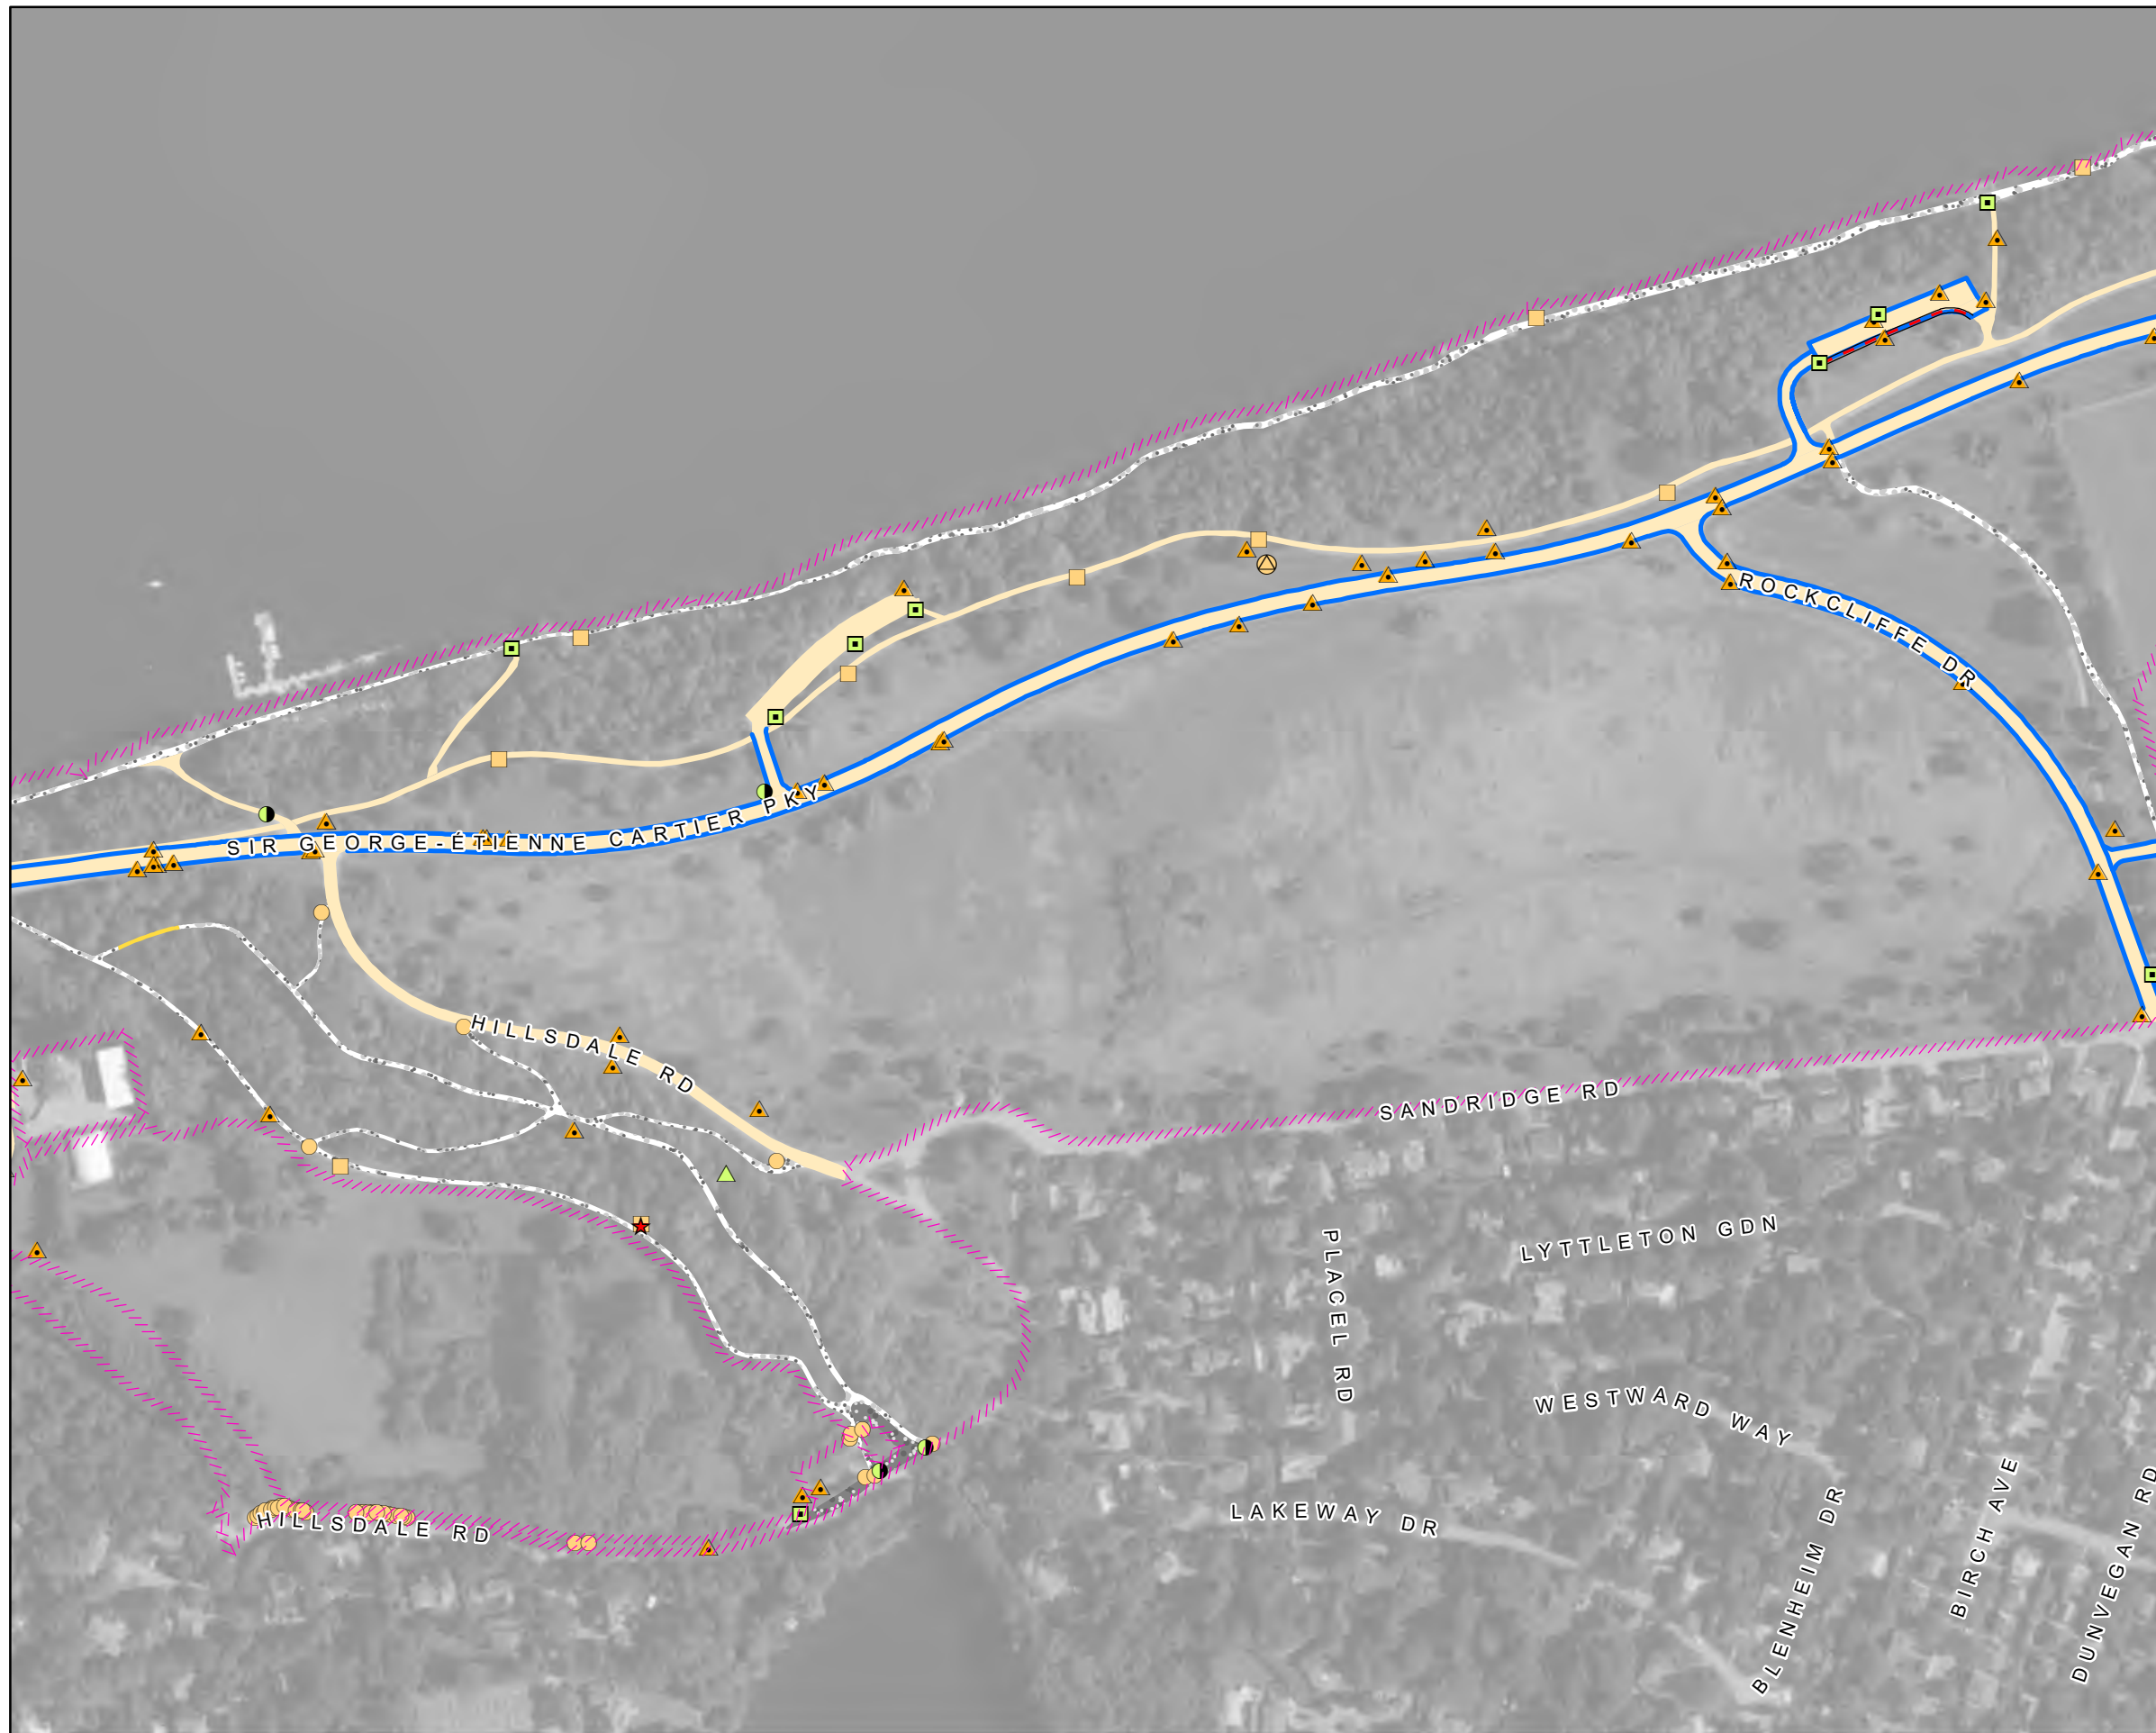 ROCKCLIFFE DR
SIR GEORGE-ÉTIENNE CARTIER PKY
HILLSDALE RD
SANDRIDGE RD
PLACEL RD
LYTTLETON GDN
WESTWARD WAY
LAKEWAY DR
BLENHEIM DR
BIRCH AVE
DUNVEGAN RD
HILLSDALE RD